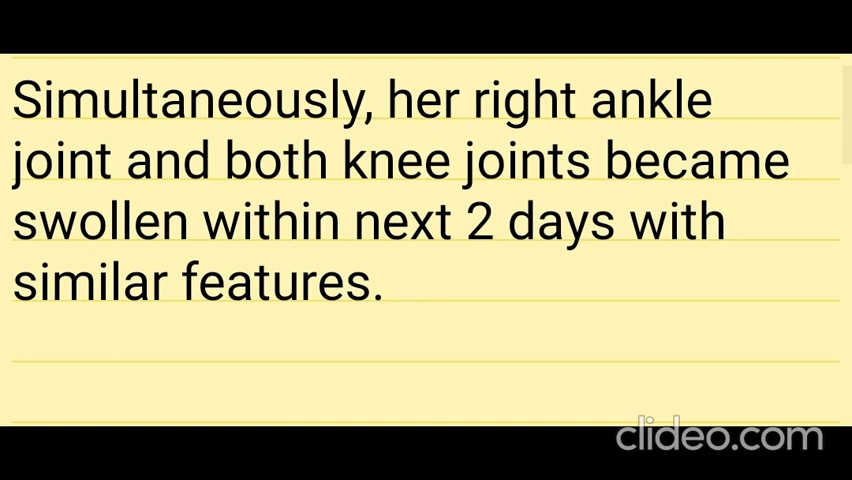 Simultaneously, her right ankle
joint and both knee joints became
swollen within next 2 days with
similar features.
clideo.com